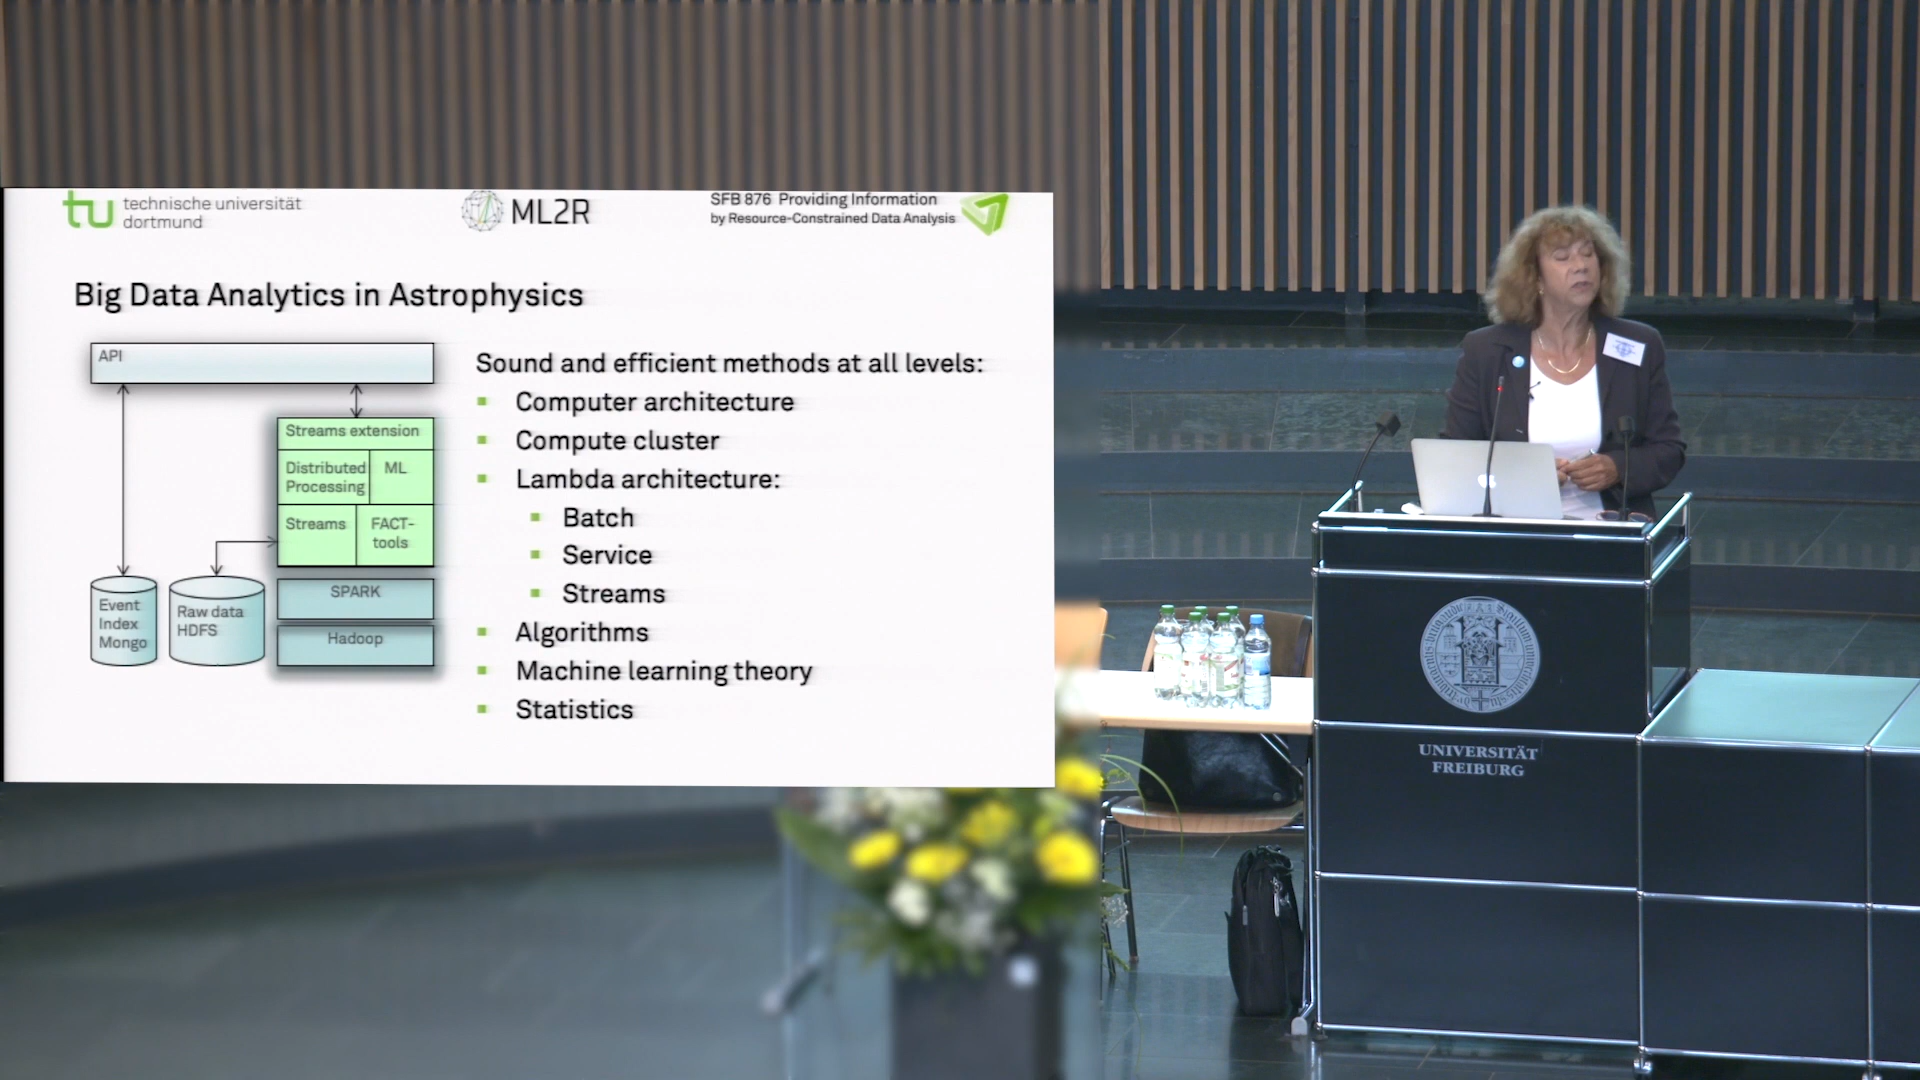 technische universität
dortmund
ML2R
SFB 876 Providing Information
by Resource-Constrained Data Analysis
Big Data Analytics in Astrophysics
API
Streams extension
Distributed
Processing
ML
Streams
FACT-
tools
Event
Index
Mongo
Raw data
HDFS
SPARK
Hadoop
Sound and efficient methods at all levels:
Computer architecture
Compute cluster
Lambda architecture:
Batch
Service
Streams
Algorithms
Machine learning theory
Statistics
UNIVERSITÄT
FREIBURG